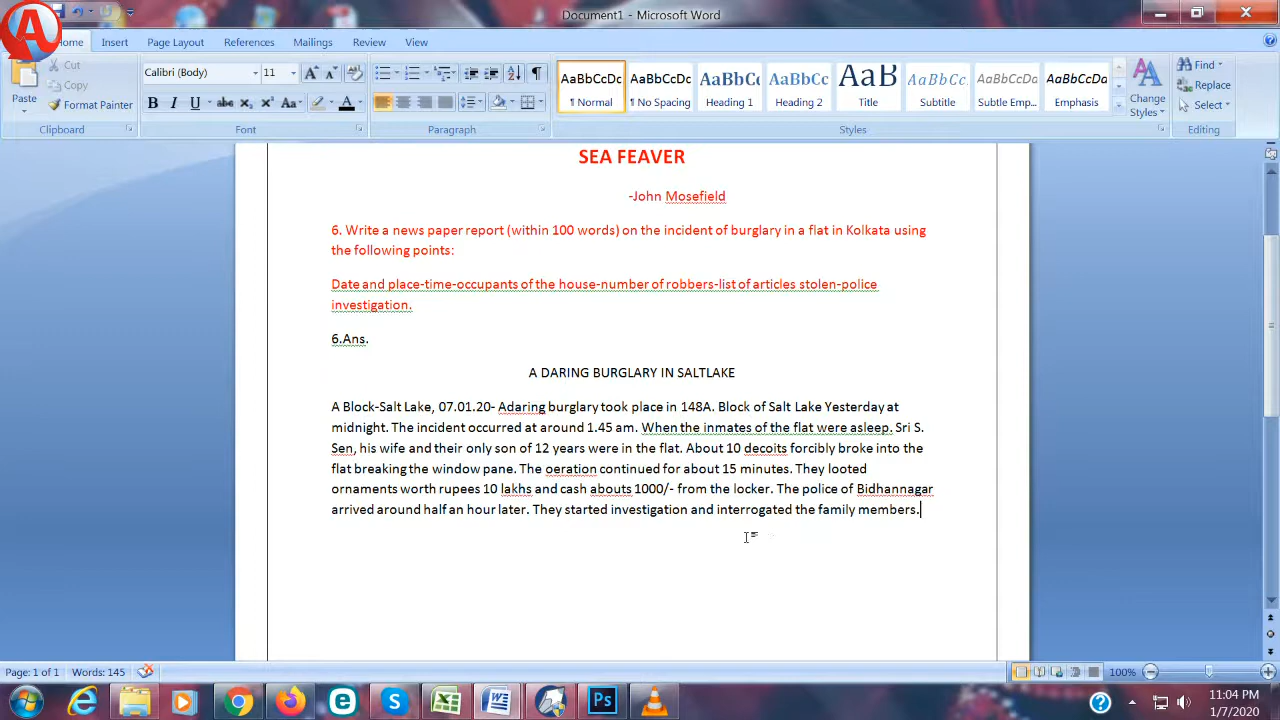 Document1 - Microsoft Word
A
Home Insert Page Layout References Mailings Review View
Paste
Cut
Copy
Format Painter
Clipboard
Calibri (Body) 11
B I U abc x₂ x² Aa
Font
Paragraph
AaBbCcDc ¶ Normal
AaBbCcDc ¶ No Spacing
AaBbCc Heading 1
AaBbCc Heading 2
AaB Title
AaBbCc. Subtitle
AaBbCcDc Subtle Emp...
AaBbCcDc Emphasis
Change Styles
Styles
Find
Replace
Select
Editing
SEA FEAVER
-John Mosefield
6. Write a news paper report (within 100 words) on the incident of burglary in a flat in Kolkata using
the following points:
Date and place-time-occupants of the house-number of robbers-list of articles stolen-police
investigation.
6.Ans.
A DARING BURGLARY IN SALTLAKE
A Block-Salt Lake, 07.01.20- Adaring burglary took place in 148A. Block of Salt Lake Yesterday at
midnight. The incident occurred at around 1.45 am. When the inmates of the flat were asleep. Sri S.
Sen, his wife and their only son of 12 years were in the flat. About 10 decoits forcibly broke into the
flat breaking the window pane. The oeration continued for about 15 minutes. They looted
ornaments worth rupees 10 lakhs and cash abouts 1000/- from the locker. The police of Bidhannagar
arrived around half an hour later. They started investigation and interrogated the family members.
Page: 1 of 1 Words: 145 100%
Ps
11:04 PM
1/7/2020